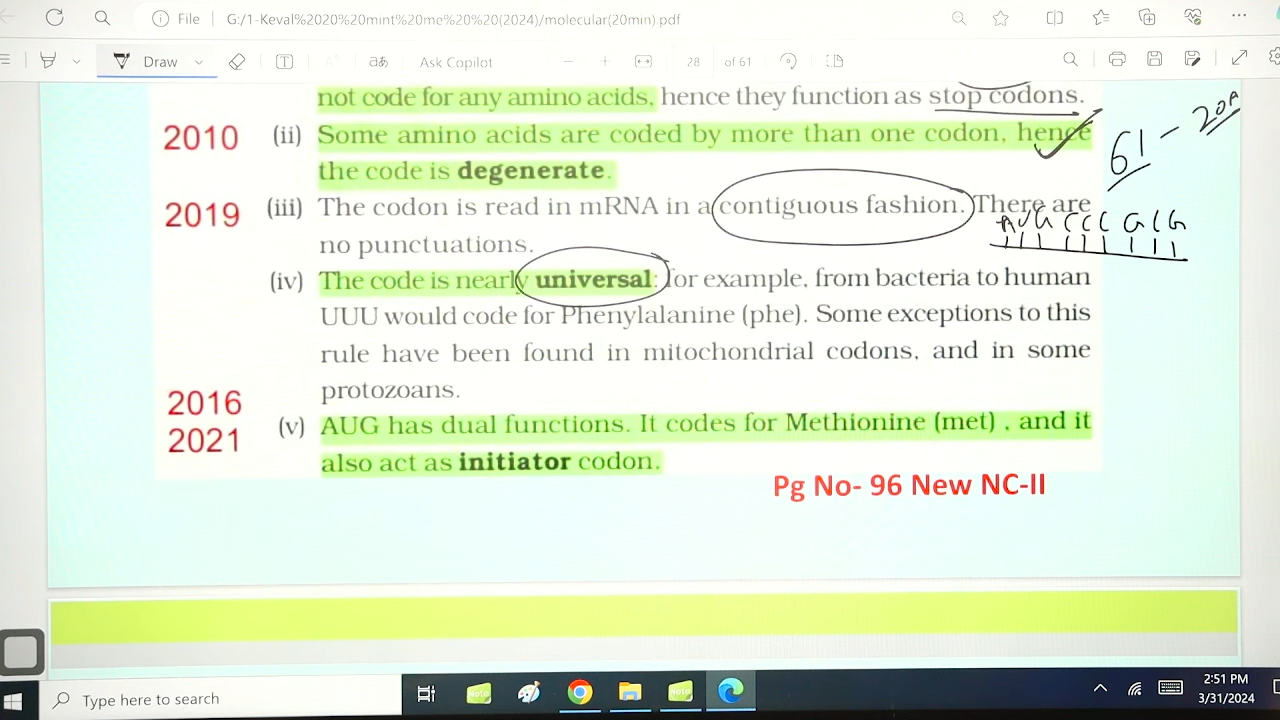 File G:/1-Keval%2020%20mint%20me%20%20(2024)/molecular(20min).pdf
Draw Ask Copilot 28 of 61
not code for any amino acids, hence they function as stop codons.
2010 (ii) Some amino acids are coded by more than one codon, hence
the code is degenerate.
61 - 20A
2019 (iii) The codon is read in mRNA in a contiguous fashion. There are
no punctuations.
AUG CCC GCG
(iv) The code is nearly universal: for example, from bacteria to human
UUU would code for Phenylalanine (phe). Some exceptions to this
rule have been found in mitochondrial codons, and in some
protozoans.
2016
2021 (v) AUG has dual functions. It codes for Methionine (met) , and it
also act as initiator codon.
Pg No- 96 New NC-II
Type here to search
2:51 PM
3/31/2024